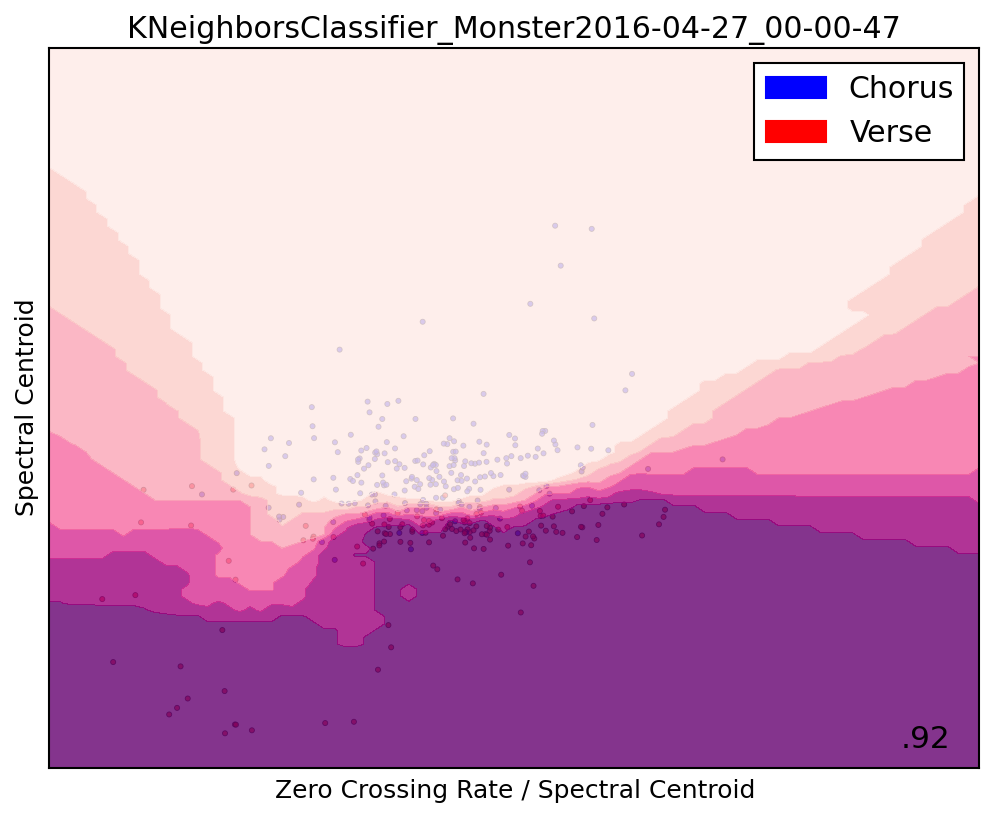 KNeighborsClassifier_Monster2016-04-27_00-00-47
Chorus
Verse
Spectral Centroid
.92
Zero Crossing Rate / Spectral Centroid